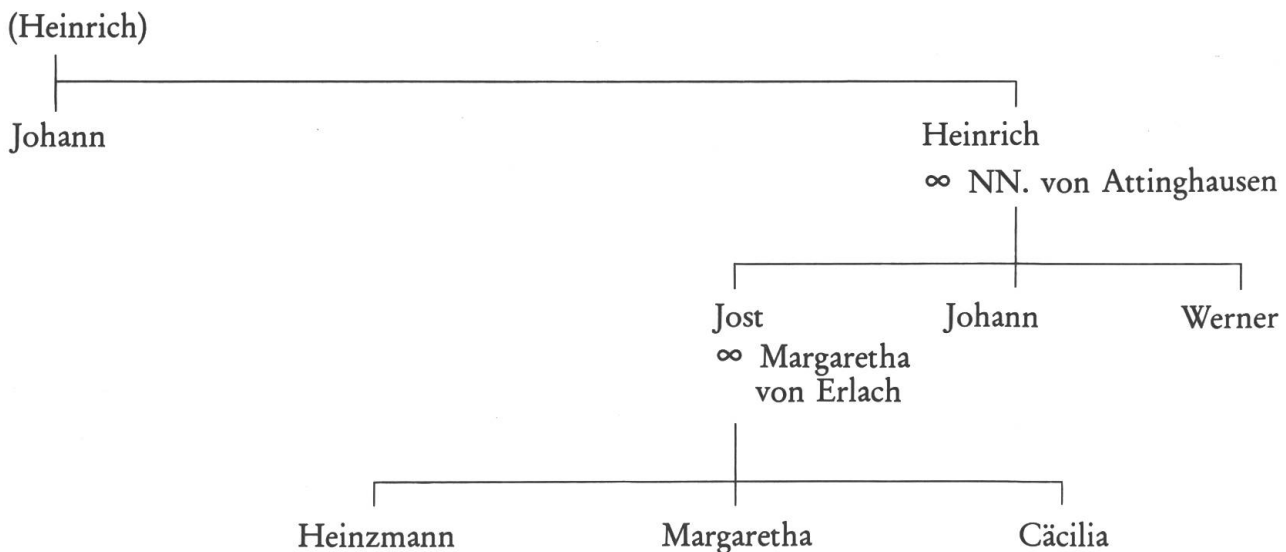 (Heinrich)
Johann
Heinrich
∞ NN. von Attinghausen
Jost
Johann
Werner
∞ Margaretha
von Erlach
Heinzmann
Margaretha
Cäcilia